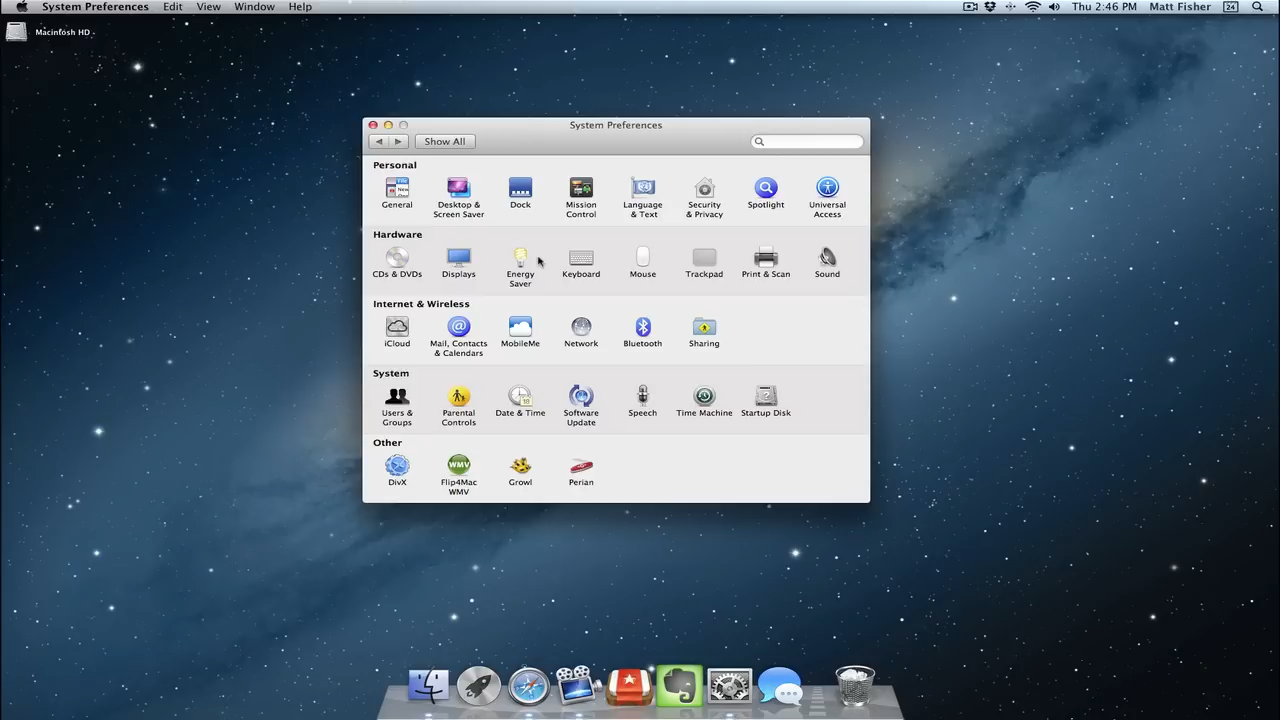 System Preferences Edit View Window Help Thu 2:46 PM Matt Fisher 24
Macintosh HD
System Preferences
Show All
Personal
General Desktop & Screen Saver Dock Mission Control Language & Text Security & Privacy Spotlight Universal Access
Hardware
CDs & DVDs Displays Energy Saver Keyboard Mouse Trackpad Print & Scan Sound
Internet & Wireless
iCloud Mail, Contacts & Calendars MobileMe Network Bluetooth Sharing
System
Users & Groups Parental Controls Date & Time Software Update Speech Time Machine Startup Disk
Other
WMV
DivX Flip4Mac WMV Growl Perian